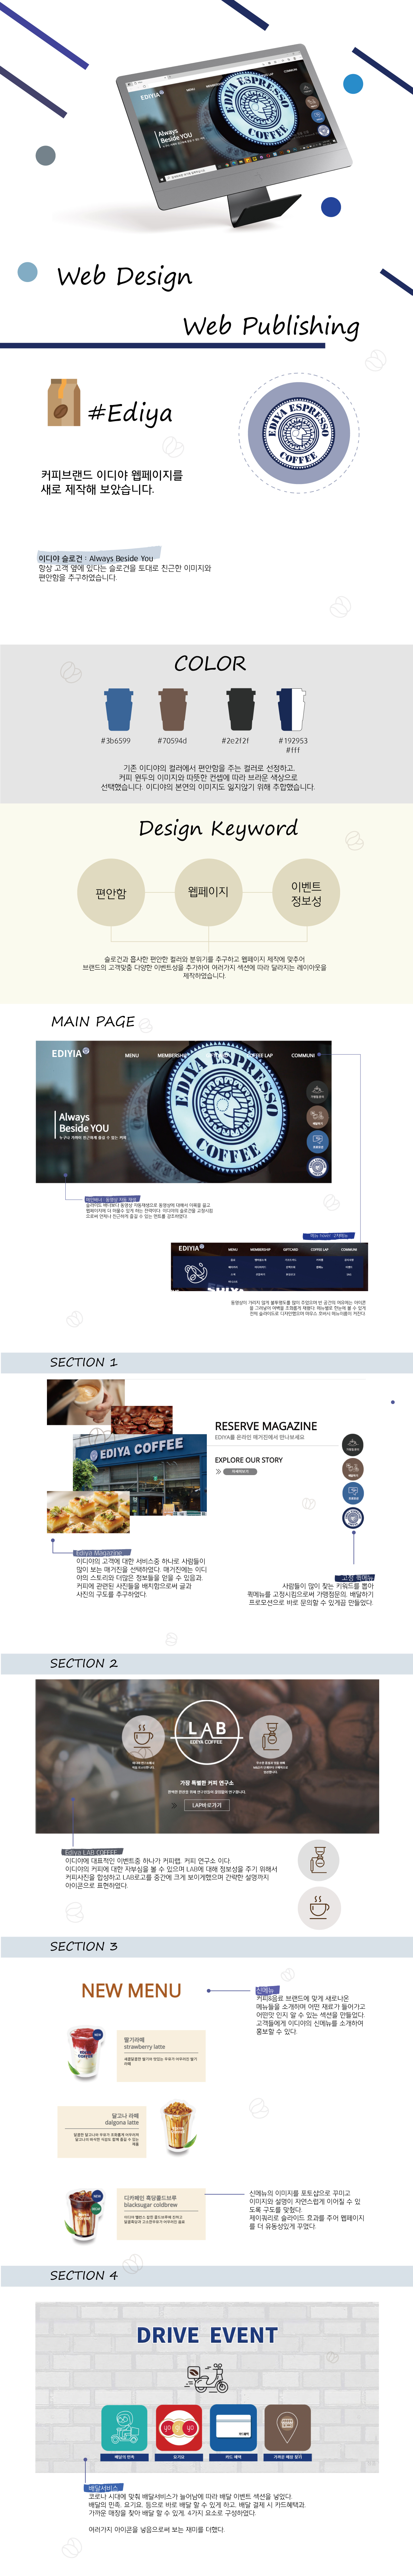 EDIYIA
MENU
COMMUNI
EDIYA ESPRESSO
COFFEE
Always
Beside YOU
Web Design
Web Publishing
#Ediya
EDIYA ESPRESSO
COFFEE
커피브랜드 이디야 웹페이지를
새로 제작해 보았습니다.
이디야 슬로건 : Always Beside You
항상 고객 옆에 있다는 슬로건을 토대로 친근한 이미지와
편안함을 추구하였습니다.
COLOR
#3b6599
#70594d
#2e2f2f
#192953
#fff
기존 이디야의 컬러에서 편안함을 주는 컬러로 선정하고,
커피 원두의 이미지와 따뜻한 컨셉에 따라 브라운 색상으로
선택했습니다. 이디야의 본연의 이미지도 잃지않기 위해 추합했습니다.
Design Keyword
편안함
웹페이지
이벤트
정보성
슬로건과 흡사한 편안한 컬러와 분위기를 추구하고 웹페이지 제작에 맞추어
브랜드의 고객맞춤 다양한 이벤트성을 추가하여 여러가지 섹션에 따라 달라지는 레이아웃을
제작하였습니다.
MAIN PAGE
EDIYIA
MENU
COMMUNI
EDIYA ESPRESSO
COFFEE
Always
Beside YOU
EDIYIA
MENU
MEMBERSHIP
GIFTCARD
COFFEE LAP
COMMUNI
SECTION 1
EDIYA COFFEE
RESERVE MAGAZINE
EDIYA를 온라인 매거진에서 만나보세요
EXPLORE OUR STORY
Ediya Magazine
이디야의 고객에 대한 서비스중 하나로 사람들이
많이 보는 매거진을 선택하였다. 매거진에는 이디
야의 스토리와 더많은 정보들을 얻을 수 있음과,
커피에 관련된 사진들을 배치함으로써 글과
사진의 구도를 추구하였다.
고정 퀵메뉴
사람들이 많이 찾는 키워드를 뽑아
퀵메뉴를 고정시킴으로써 가맹점문의, 배달하기
프로모션으로 바로 문의할 수 있게끔 만들었다.
SECTION 2
LAB
EDIYA COFFEE
가장 특별한 커피 연구소
LAP바로가기
Ediya LAB COFFEE
이디야에 대표적인 이벤트중 하나가 커피랩, 커피 연구소 이다.
이디야의 커피에 대한 자부심을 볼 수 있으며 LAB에 대해 정보성을 주기 위해서
커피사진을 합성하고 LAB로고를 중간에 크게 보이게했으며 간략한 설명까지
아이콘으로 표현하였다.
SECTION 3
NEW MENU
신메뉴
커피&음료 브랜드에 맞게 새로나온
메뉴들을 소개하며 어떤 재료가 들어가고
어떤맛 인지 알 수 있는 섹션을 만들었다.
고객들에게 이디야의 신메뉴를 소개하며
홍보할 수 있다.
딸기라떼
strawberry latte
달고나 라떼
dalgona latte
디카페인 흑당콜드브루
blacksugar coldbrew
신메뉴의 이미지를 포토샵으로 꾸미고
이미지와 설명이 자연스럽게 이어질 수 있
도록 구도를 맞췄다.
제이쿼리로 슬라이드 효과를 주어 웹페이지
를 더 유동성있게 꾸몄다.
SECTION 4
DRIVE EVENT
배달의 민족
요기요
카드 혜택
가까운 매장 찾기
배달서비스
코로나 시대에 맞춰 배달서비스가 늘어남에 따라 배달 이벤트 섹션을 넣었다.
배달의 민족, 요기요, 등으로 바로 배달 할 수 있게 하고, 배달 결제 시 카드혜택과,
가까운 매장을 찾아 배달 할 수 있게, 4가지 요소로 구성하였다.
여러가지 아이콘을 넣음으로써 보는 재미를 더했다.